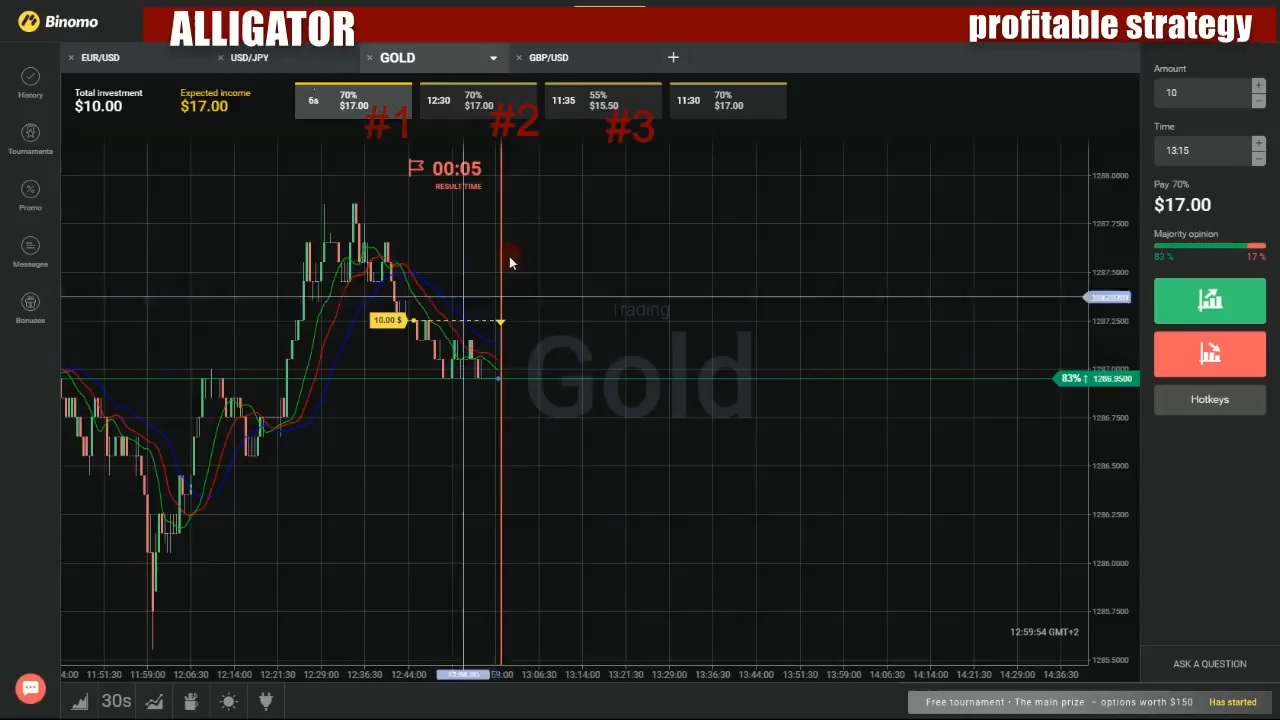 Binomo
ALLIGATOR
profitable strategy
EUR/USD
USD/JPY
GOLD
GBP/USD
History
Tournaments
Promo
Messages
Bonuses
Total investment
$10.00
Expected income
$17.00
6s 70% $17.00
12:30 70% $17.00
11:35 55% $15.50
11:30 70% $17.00
#1 #2 #3
00:05
RESULT TIME
10.00 $
Trading
Gold
1288.0000
1287.7500
1287.5000
1287.2500
1287.0000
83% ↑ 1286.9500
1286.7500
1286.5000
1286.2500
1286.0000
1285.7500
1285.5000
12:59:54 GMT+2
4:00 11:51:30 11:59:00 12:06:30 12:14:00 12:21:30 12:29:00 12:36:30 12:44:00 13:06:30 13:14:00 13:21:30 13:29:00 13:36:30 13:44:00 13:51:30 13:59:00 14:06:30 14:14:00 14:21:30 14:29:00 14:36:30
30s
Amount
10
+
−
Time
13:15
+
−
Pay 70%
$17.00
Majority opinion
83 % 17 %
Hotkeys
ASK A QUESTION
Free tournament • The main prize – options worth $150 Has started